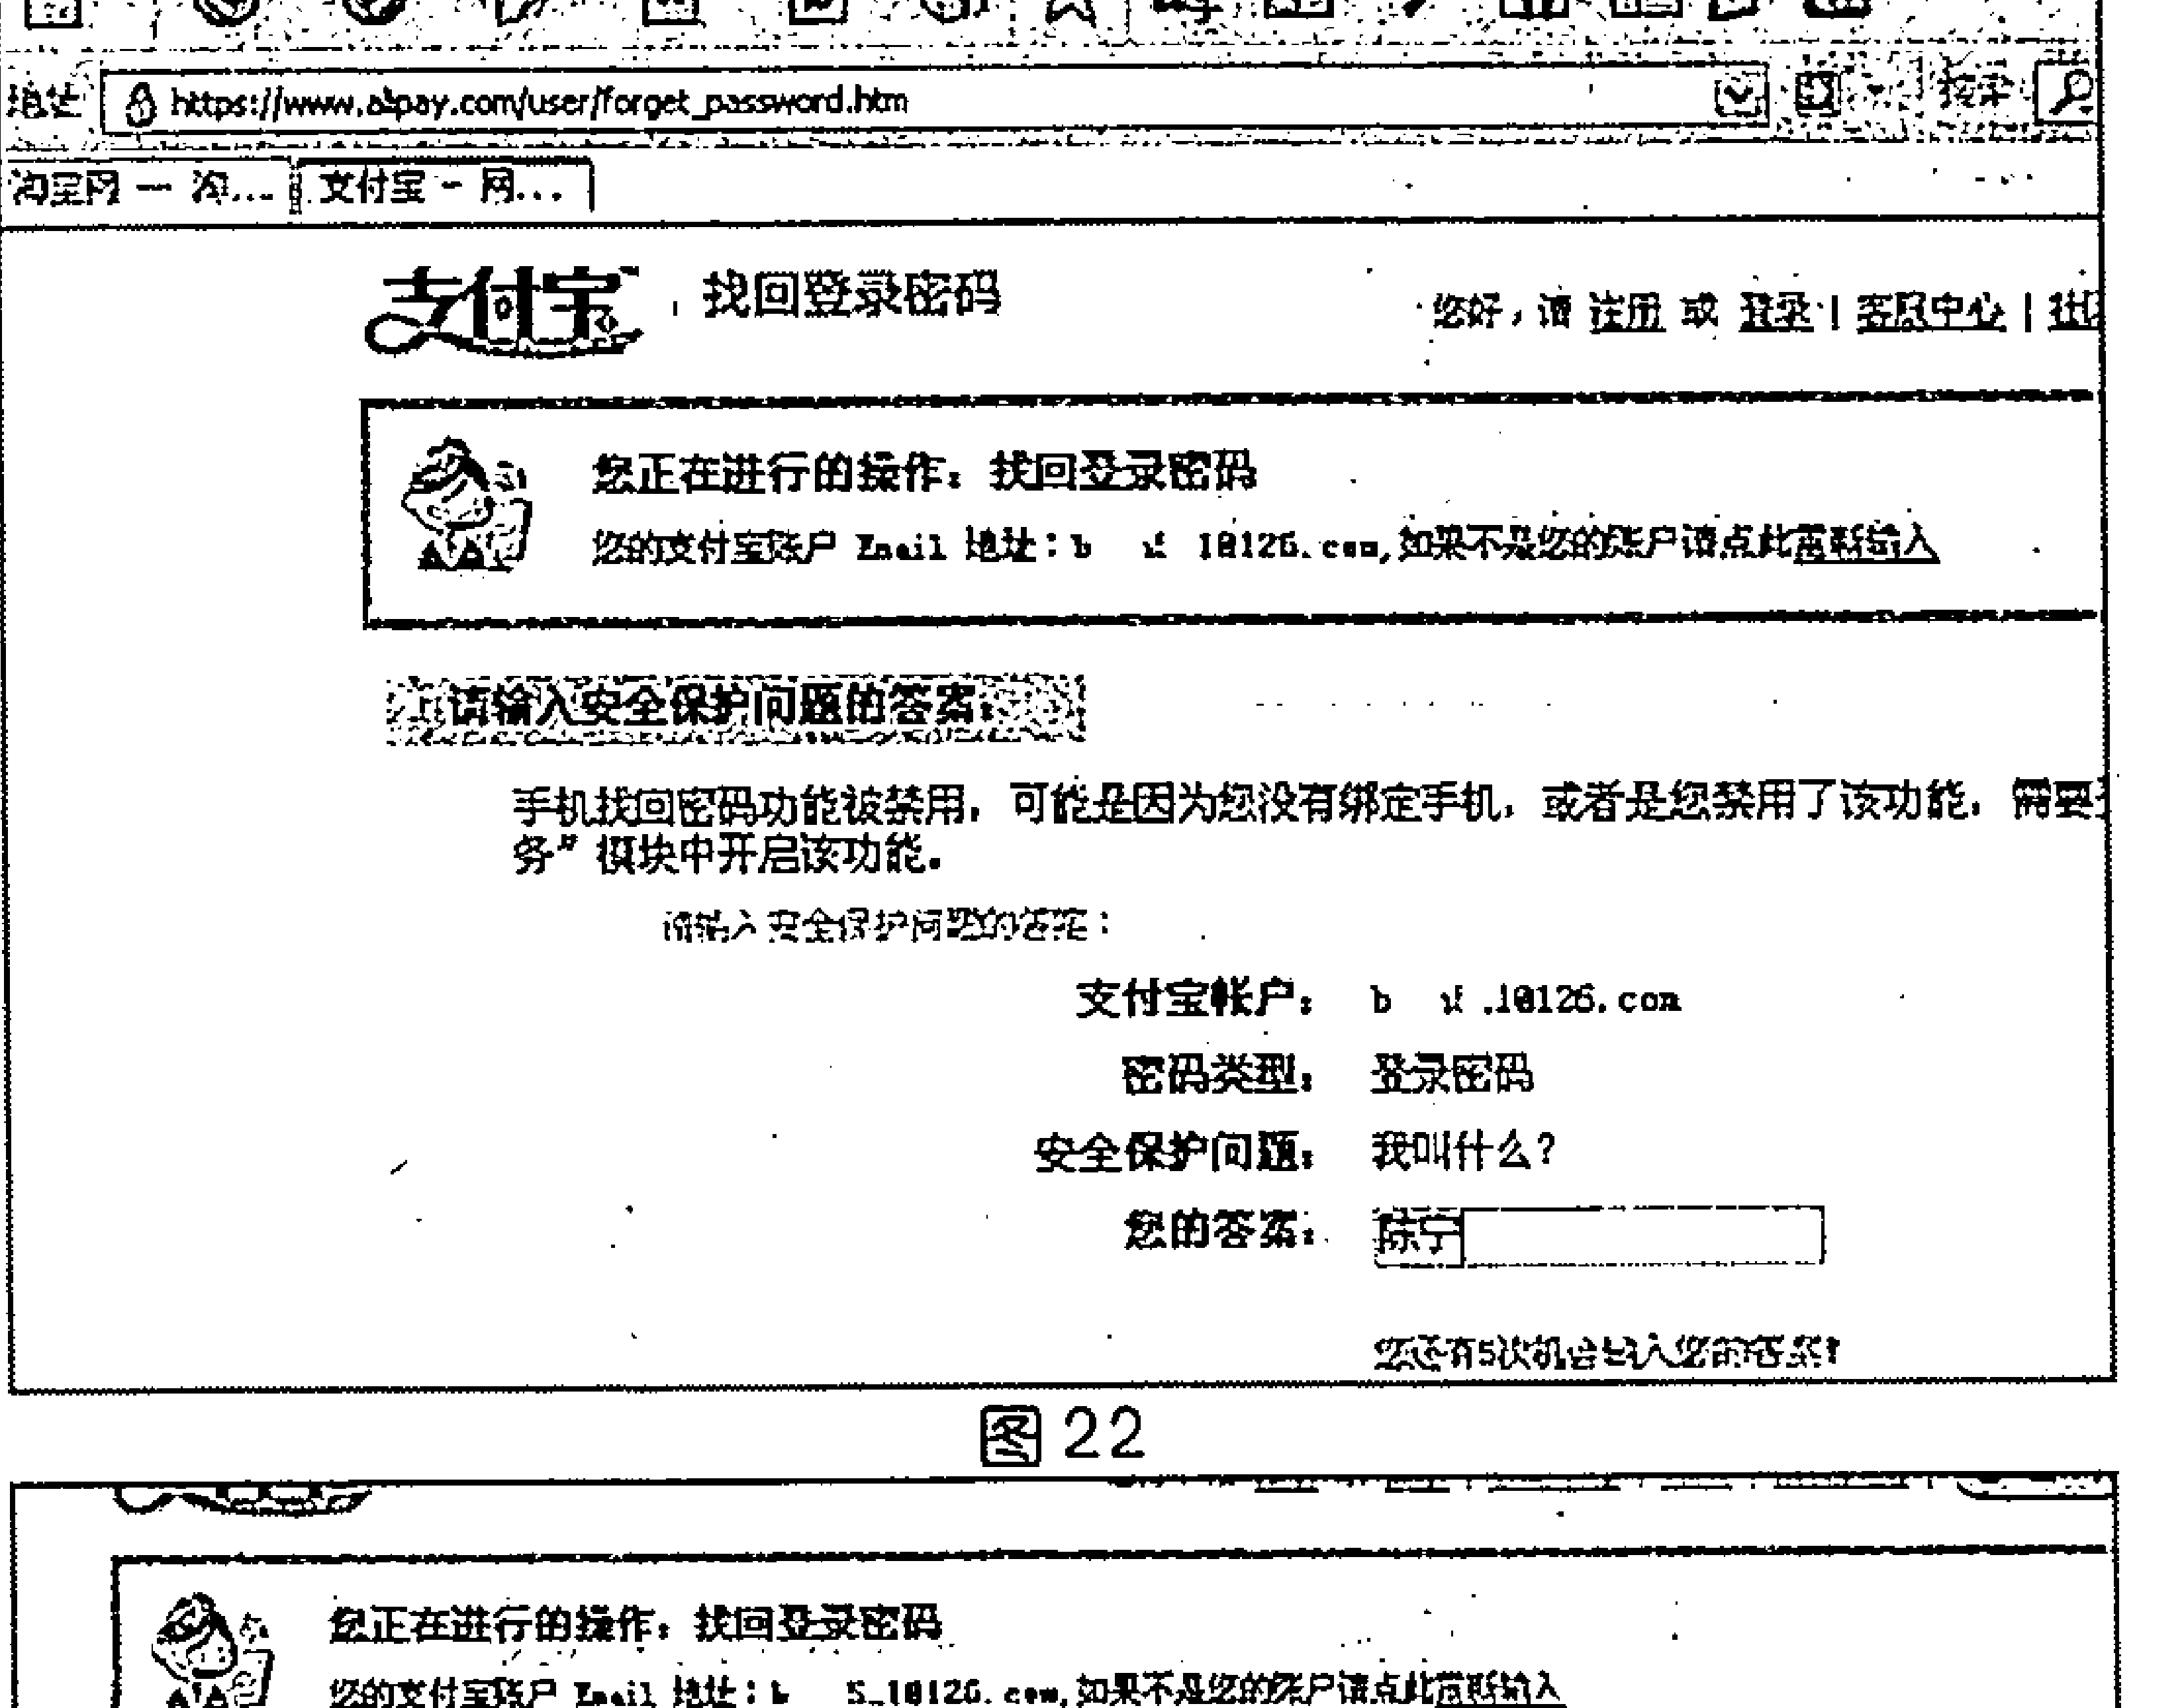 地址 https://www.alipay.com/user/forget_password.htm 搜索
淘宝网 — 淘... 支付宝 - 网...
支付宝 找回登录密码
您好,请 注册 或 登录 | 客服中心 |
您正在进行的操作:找回登录密码
您的支付宝账户 Email 地址:b @126.com,如果不是您的账户请点此重新输入
请输入安全保护问题的答案:
手机找回密码功能被禁用,可能是因为您没有绑定手机,或者是您禁用了该功能,需要
务”模块中开启该功能。
请输入安全保护问题的答案:
支付宝帐户: b @126.com
密码类型: 登录密码
安全保护问题: 我叫什么?
您的答案: 陈宁
您还有5次机会输入您的答案!
图 22
您正在进行的操作:找回登录密码
您的支付宝账户 Email 地址:b @126.com,如果不是您的账户请点此重新输入